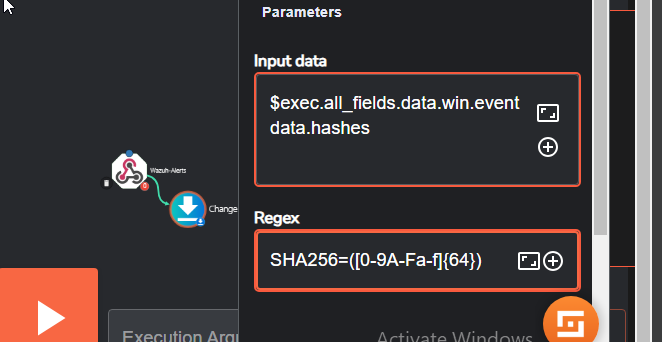 Parameters
Input data
$exec.all_fields.data.win.event
data.hashes
Wazuh-Alerts
Change
Regex
SHA256=([0-9A-Fa-f]{64})
Execution Argu
Activate Windows